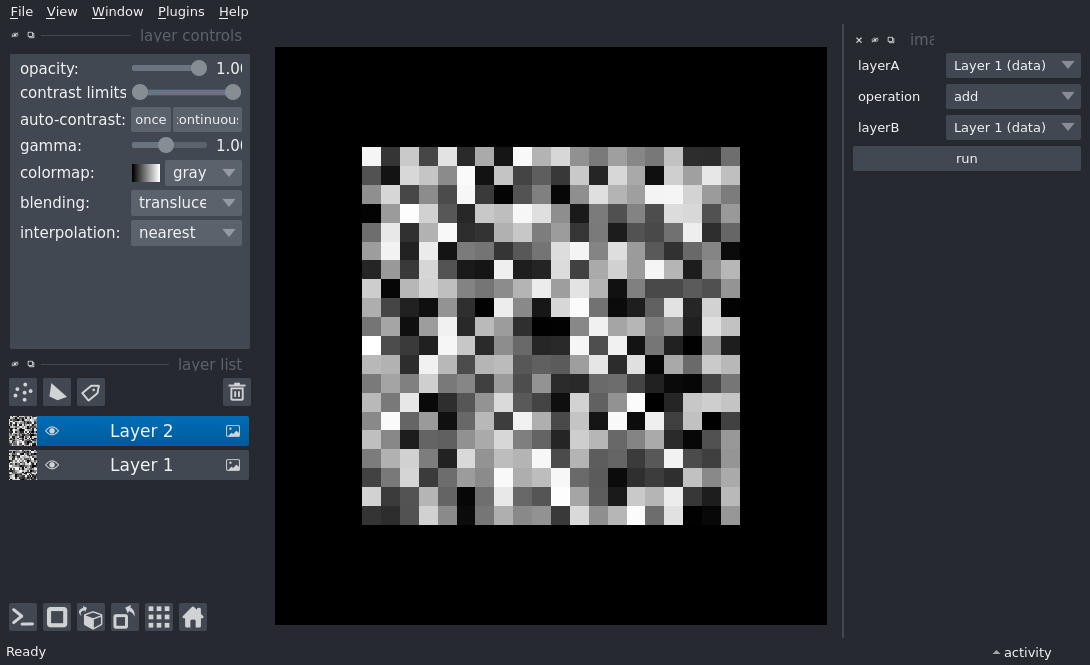 File View Window Plugins Help
layer controls
opacity: 1.0
contrast limits
auto-contrast: once continuous
gamma: 1.0
colormap: gray
blending: transluce
interpolation: nearest
layer list
Layer 2
Layer 1
ima
layerA Layer 1 (data)
operation add
layerB Layer 1 (data)
run
Ready
activity